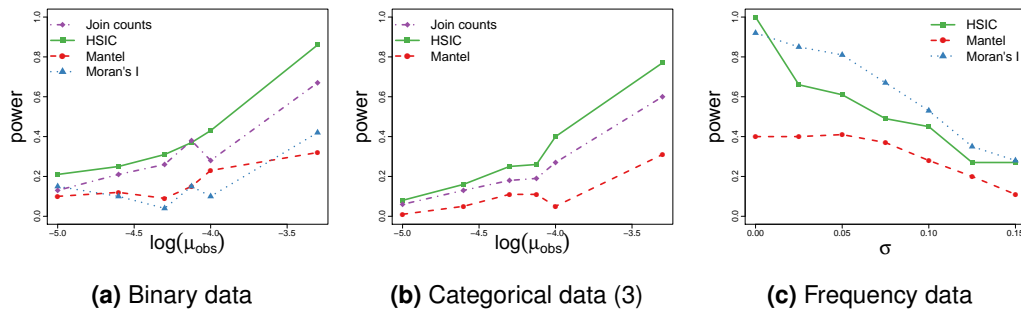 power
1.0
0.8
0.6
0.4
0.2
0.0
Join counts
HSIC
Mantel
Moran's I
−5.0
−4.5
−4.0
−3.5
log(μobs)
(a) Binary data
power
1.0
0.8
0.6
0.4
0.2
0.0
Join counts
HSIC
Mantel
−5.0
−4.5
−4.0
−3.5
log(μobs)
(b) Categorical data (3)
power
1.0
0.8
0.6
0.4
0.2
0.0
HSIC
Mantel
Moran's I
0.00
0.05
0.10
0.15
σ
(c) Frequency data